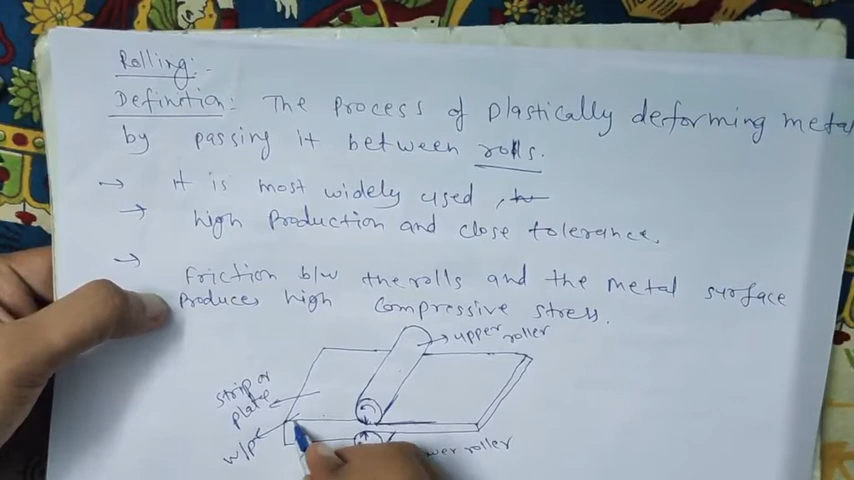 Rolling:-
Definition: The process of plastically deforming metal
by passing it between rolls.
→ it is most widely used,
→ high production and close tolerance.
→ Friction b/w the rolls and the metal surface
produces high compressive stress.
upper roller
strip or
plate
w/p
roller